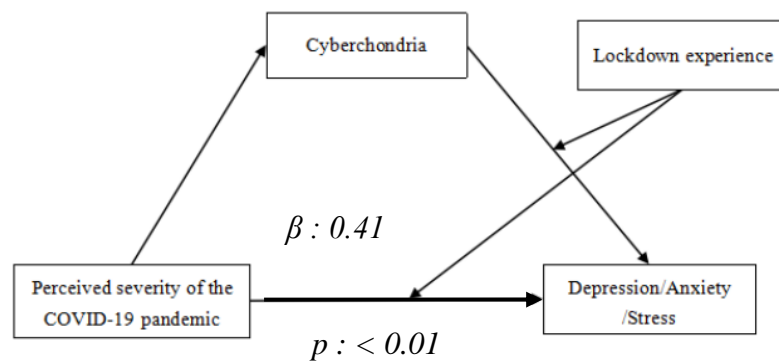 Cyberchondria
Lockdown experience
β : 0.41
Perceived severity of the
COVID-19 pandemic
Depression/Anxiety
/Stress
p : < 0.01